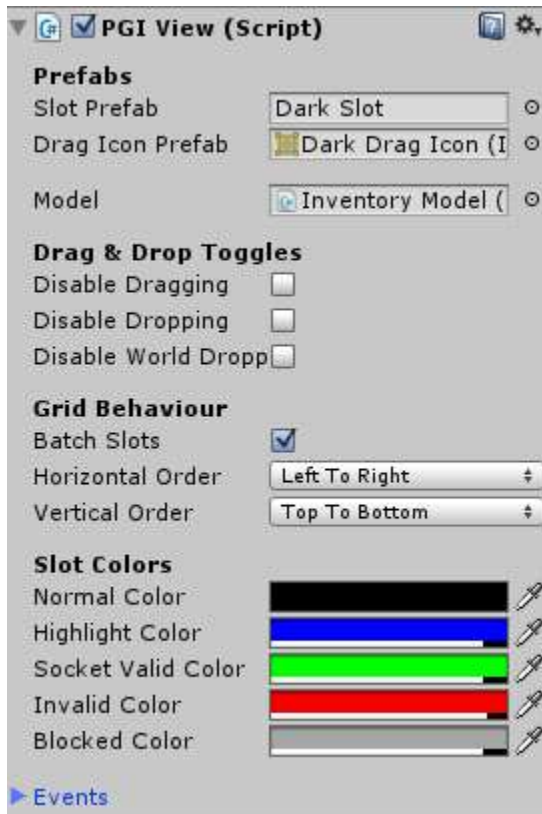 PGI View (Script)
Prefabs
Slot Prefab Dark Slot
Drag Icon Prefab Dark Drag Icon (I
Model Inventory Model (
Drag & Drop Toggles
Disable Dragging
Disable Dropping
Disable World Dropp
Grid Behaviour
Batch Slots
Horizontal Order Left To Right
Vertical Order Top To Bottom
Slot Colors
Normal Color
Highlight Color
Socket Valid Color
Invalid Color
Blocked Color
Events